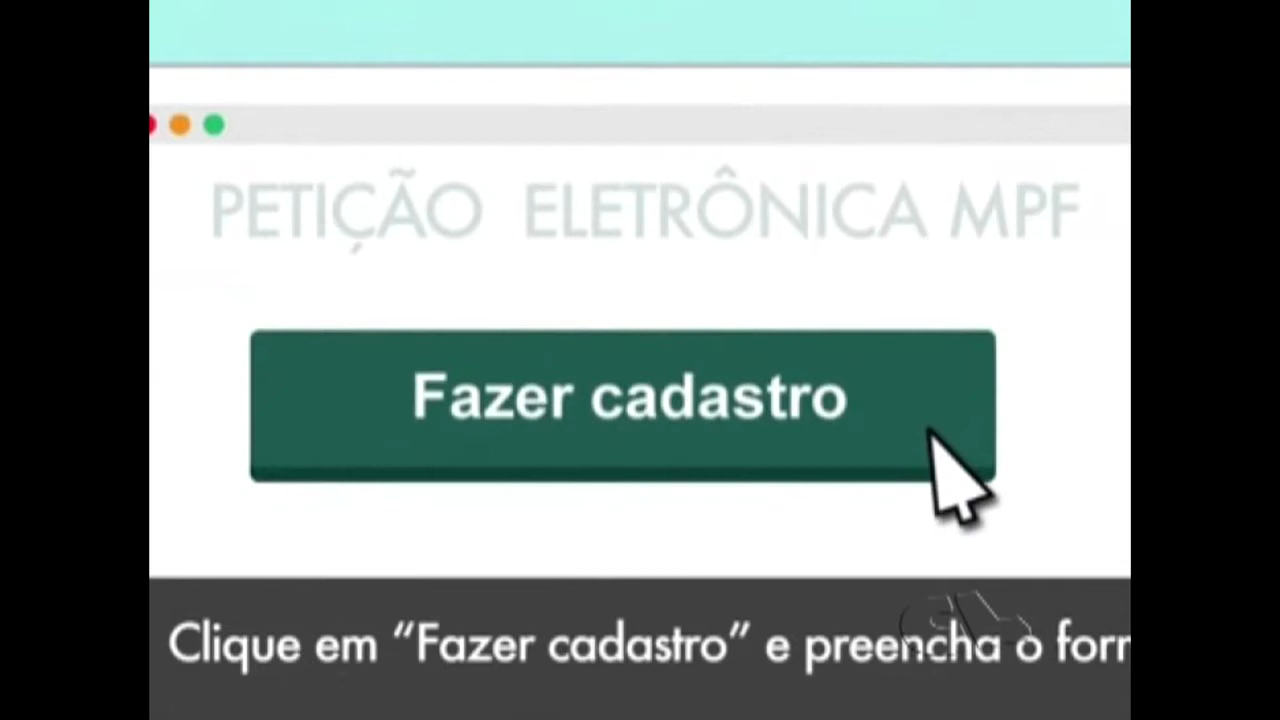 PETIÇÃO ELETRÔNICA MPF
Fazer cadastro
Clique em “Fazer cadastro” e preencha o